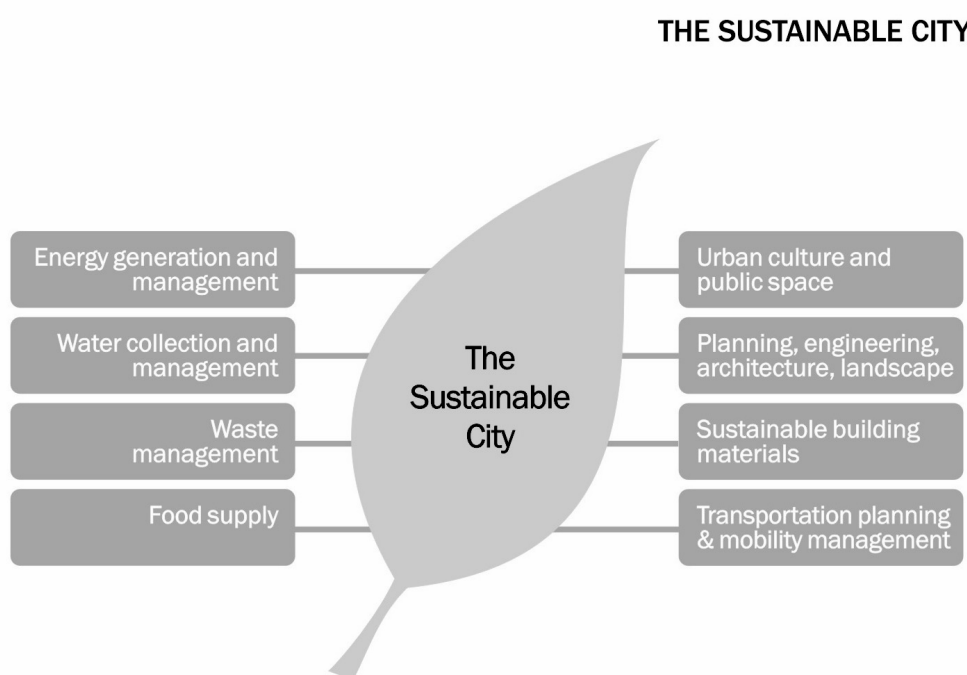 THE SUSTAINABLE CITY
Energy generation and
management
Water collection and
management
Waste
management
Food supply
The
Sustainable
City
Urban culture and
public space
Planning, engineering,
architecture, landscape
Sustainable building
materials
Transportation planning
& mobility management